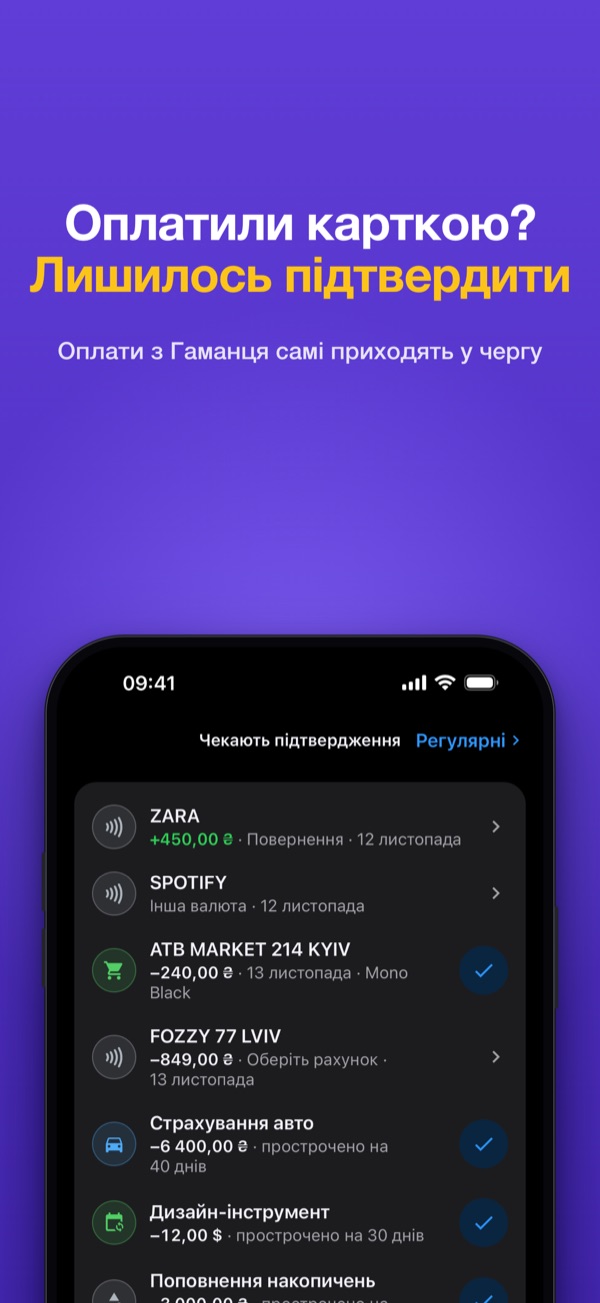 Оплатили карткою?
Лишилось підтвердити
Оплати з Гаманця самі приходять у чергу
09:41
Чекають підтвердження Регулярні
ZARA
+450,00 ₴ · Повернення · 12 листопада
SPOTIFY
Інша валюта · 12 листопада
ATB MARKET 214 KYIV
−240,00 ₴ · 13 листопада · Mono
Black
FOZZY 77 LVIV
−849,00 ₴ · Оберіть рахунок ·
13 листопада
Страхування авто
−6 400,00 ₴ · прострочено на
40 днів
Дизайн-інструмент
−12,00 $ · прострочено на 30 днів
Поповнення накопичень